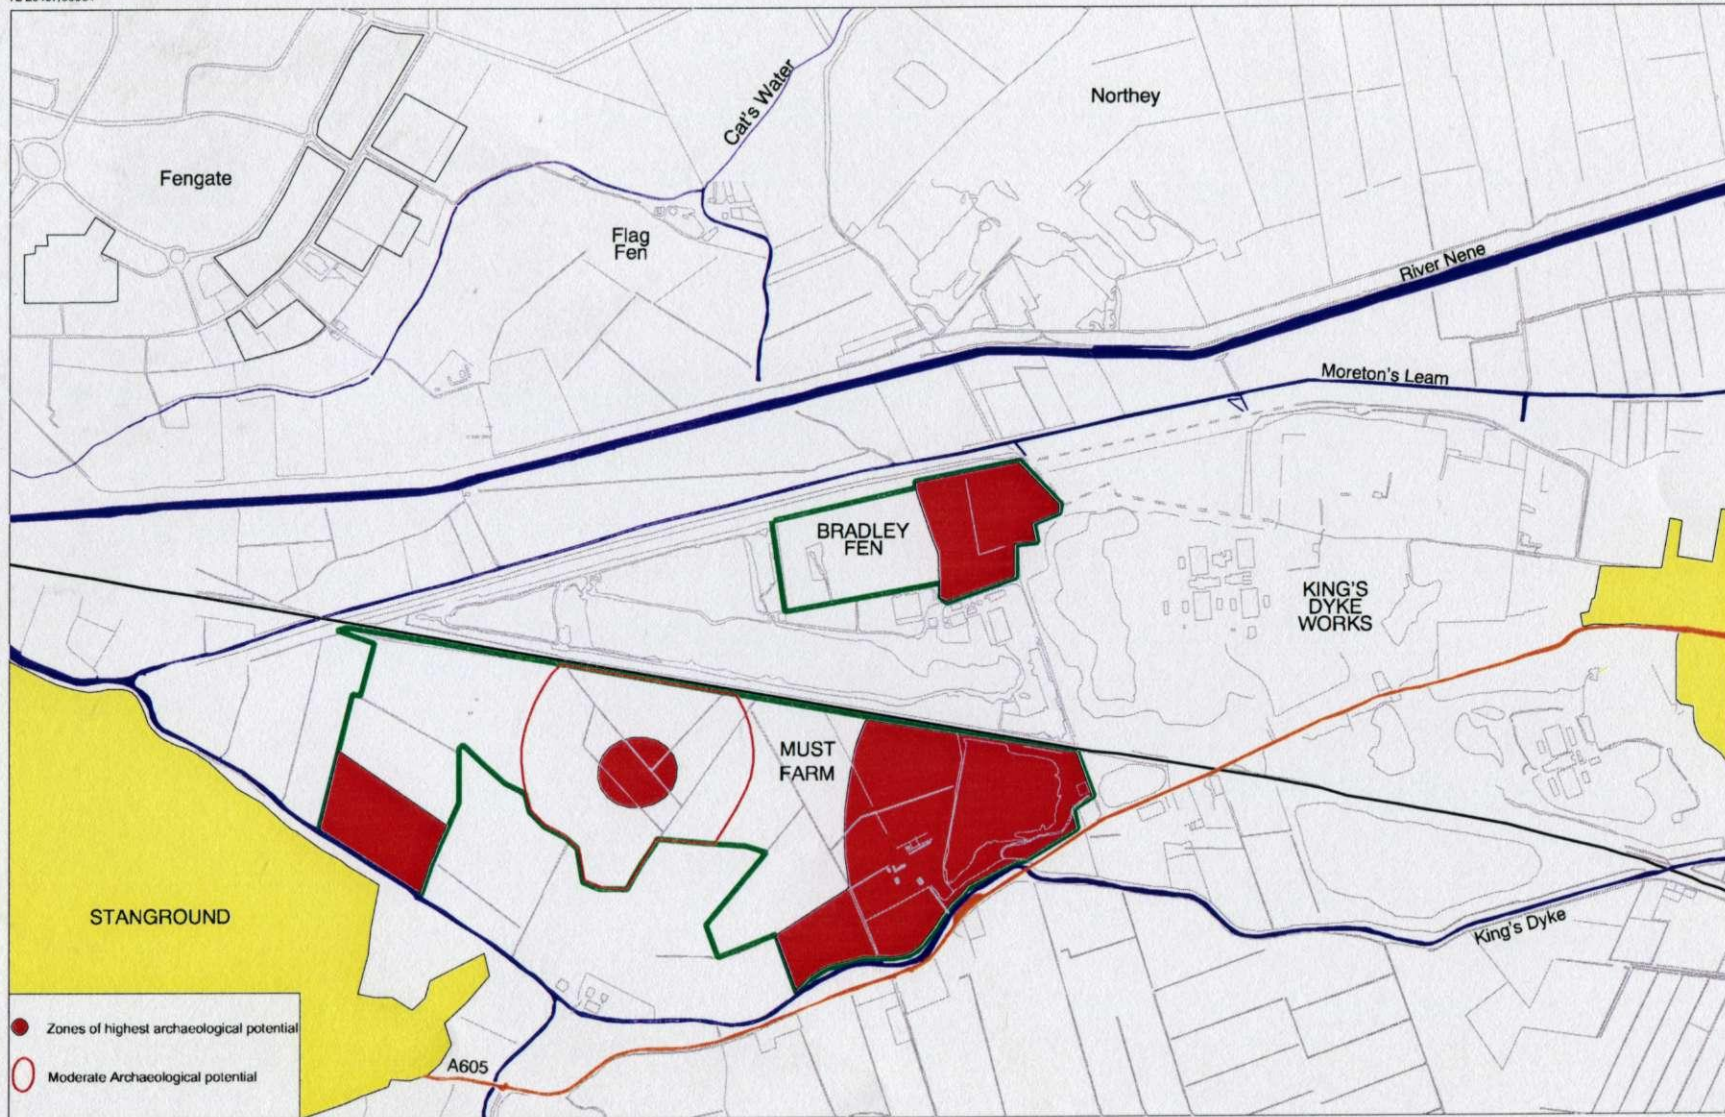 Cat's Water
Northey
Fengate
Flag
Fen
River Nene
Moreton's Leam
BRADLEY
FEN
KING'S
DYKE
WORKS
MUST
FARM
STANGROUND
King's Dyke
Zones of highest archaeological potential
A605
Moderate Archaeological potential